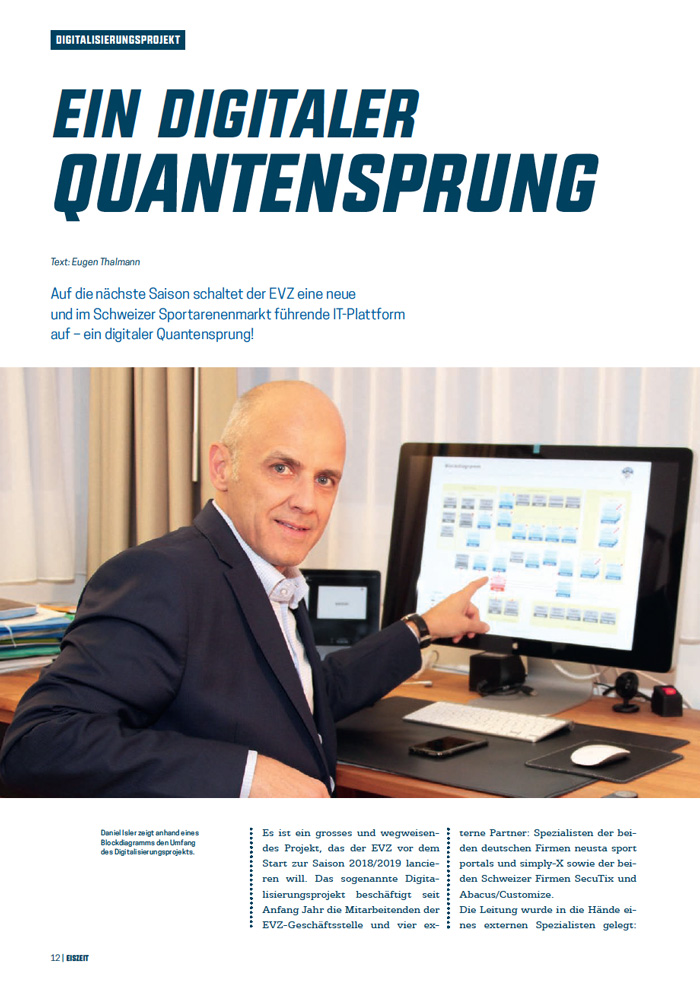 DIGITALISIERUNGSPROJEKT
EIN DIGITALER
QUANTENSPRUNG
Text: Eugen Thalmann
Auf die nächste Saison schaltet der EVZ eine neue
und im Schweizer Sportarenenmarkt führende IT-Plattform
auf – ein digitaler Quantensprung!
Blockdiagramm
Daniel Isler zeigt anhand eines
Blockdiagramms den Umfang
des Digitalisierungsprojekts.
Es ist ein grosses und wegweisen-
des Projekt, das der EVZ vor dem
Start zur Saison 2018/2019 lancie-
ren will. Das sogenannte Digita-
lisierungsprojekt beschäftigt seit
Anfang Jahr die Mitarbeitenden der
EVZ-Geschäftsstelle und vier ex-
terne Partner: Spezialisten der bei-
den deutschen Firmen neusta sport
portals und simply-X sowie der bei-
den Schweizer Firmen SecuTix und
Abacus/Customize.
Die Leitung wurde in die Hände ei-
nes externen Spezialisten gelegt:
12 | EISZEIT